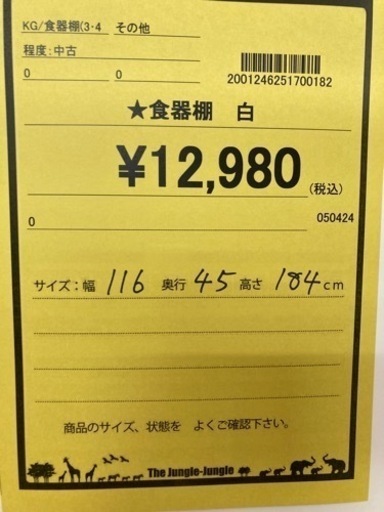 KG/食器棚(3･4 その他
程度:中古
0 0
2001246251700182
★食器棚 白
¥12,980
(税込)
0 050424
サイズ:幅 116 奥行 45 高さ 184cm
商品のサイズ、状態を よくご確認下さい。
The Jungle-Jungle